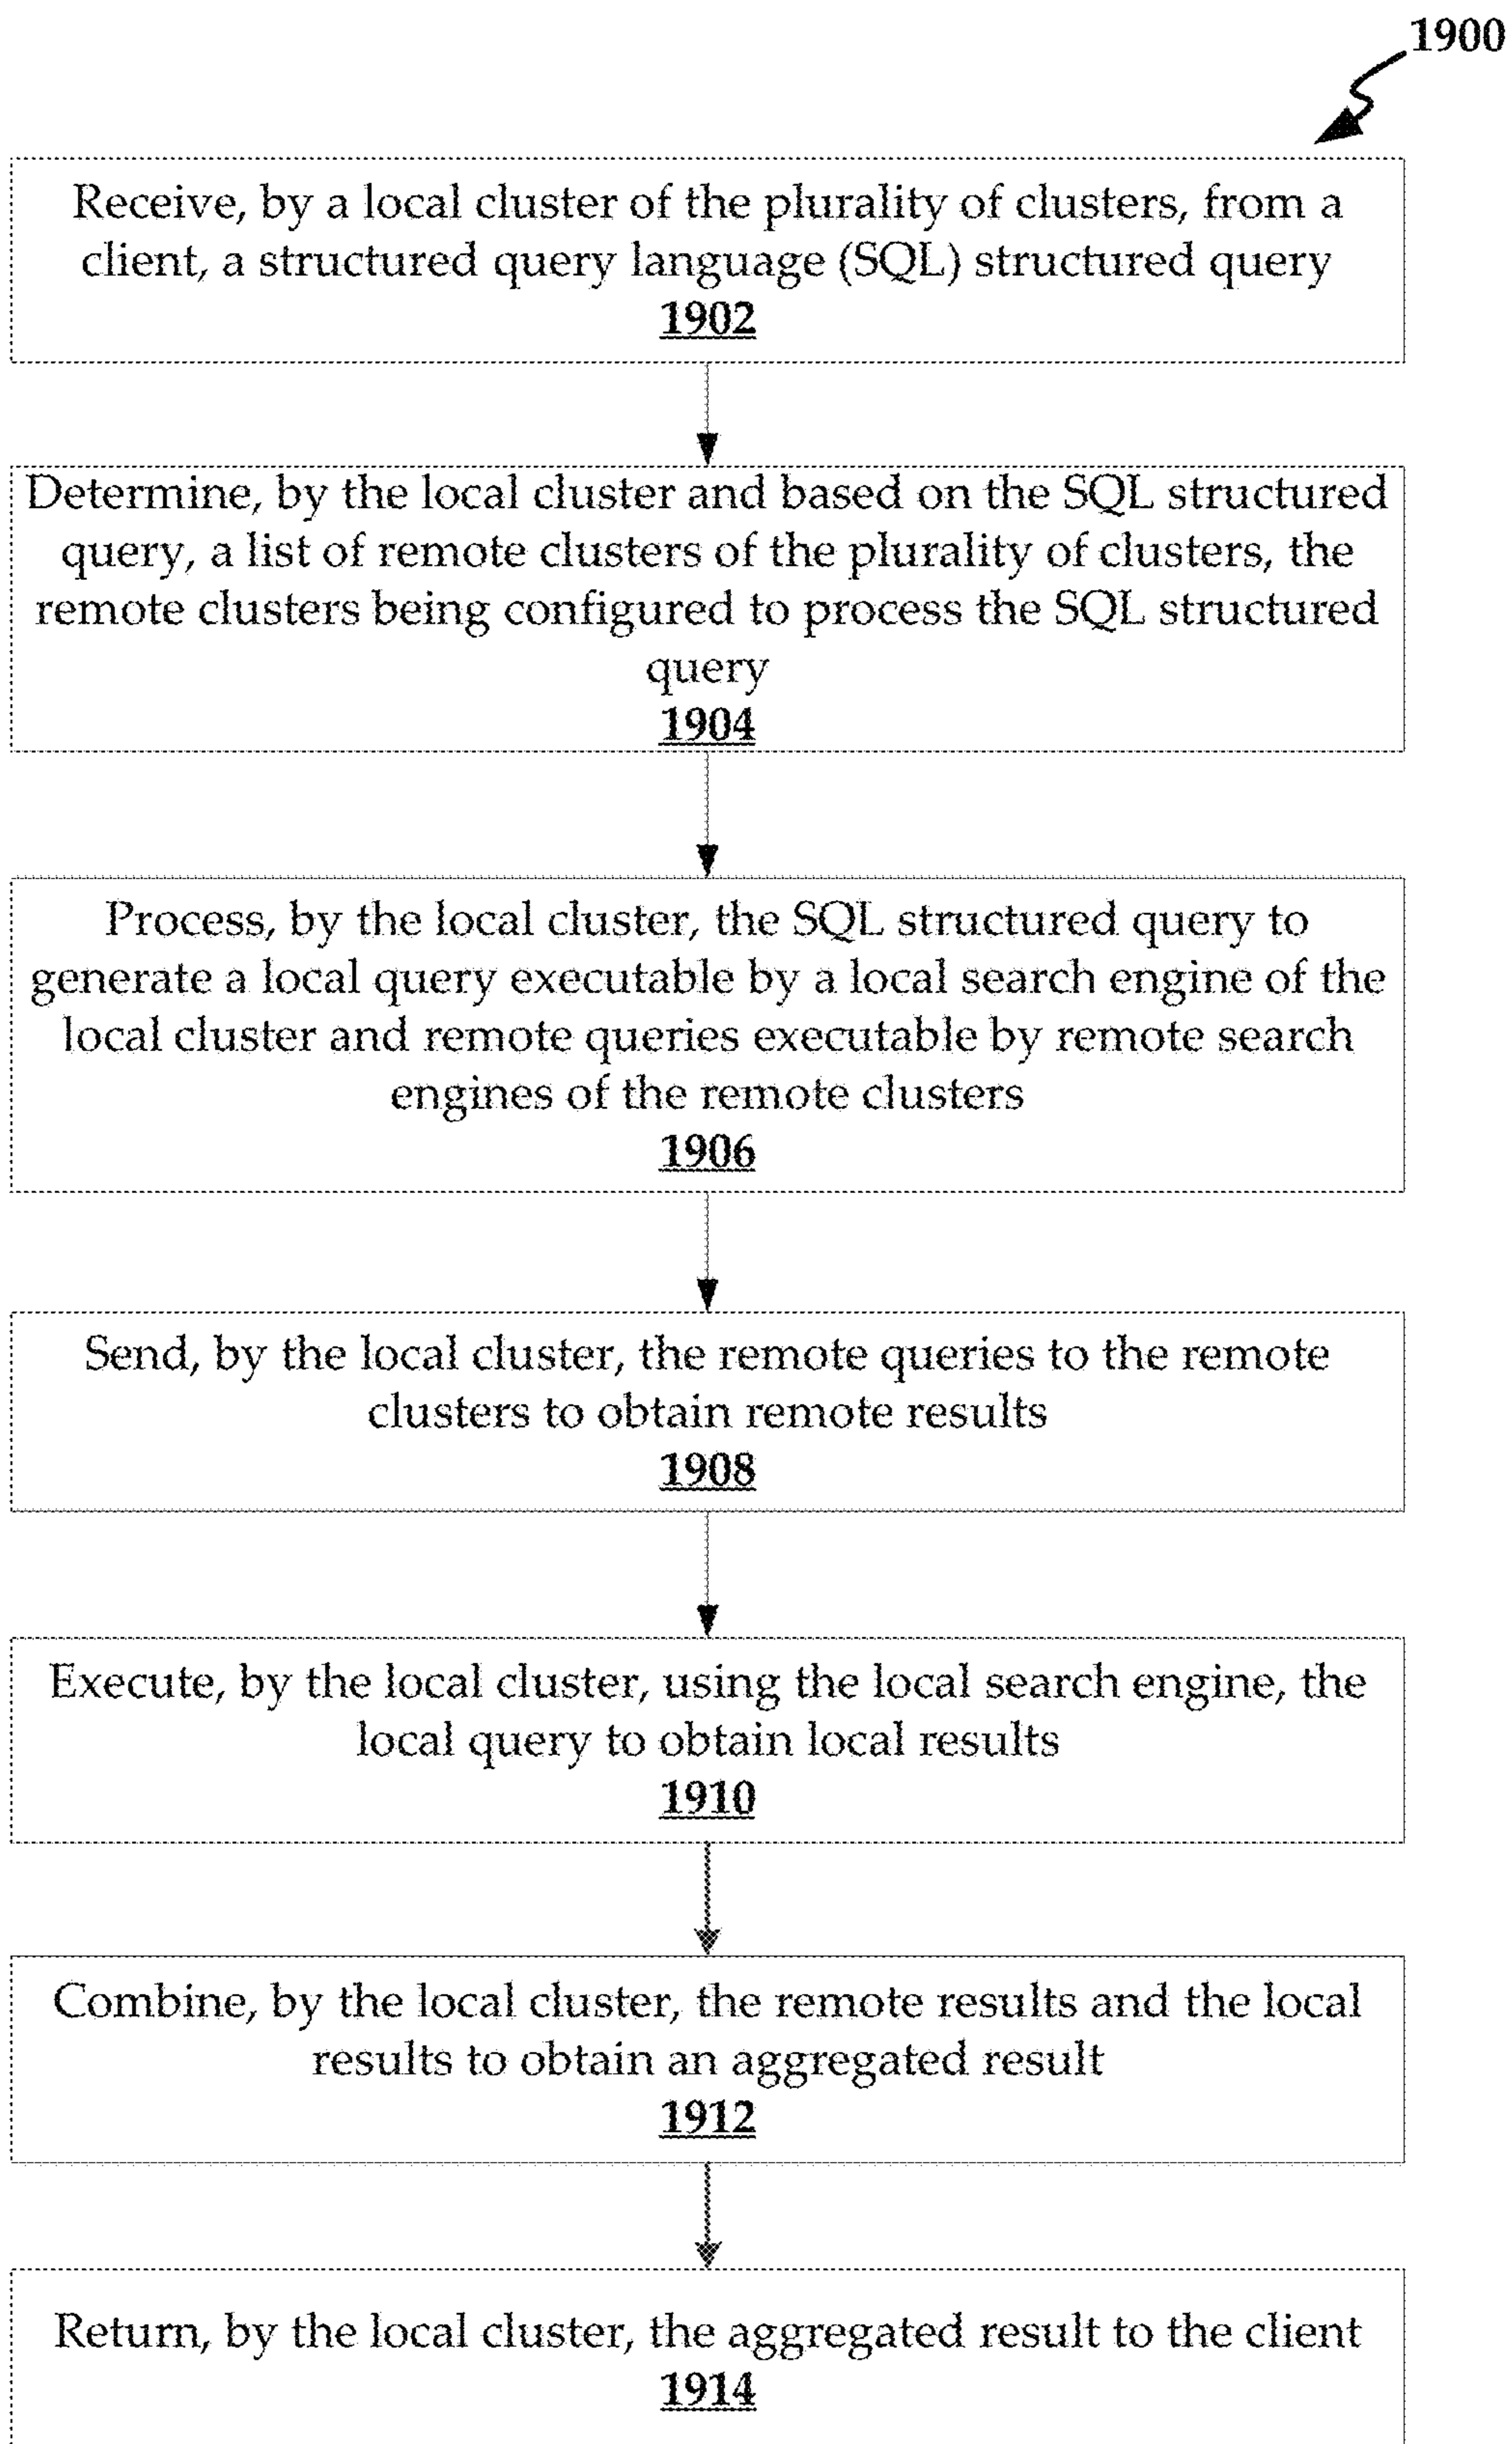 1900
Receive, by a local cluster of the plurality of clusters, from a
client, a structured query language (SQL) structured query
1902
Determine, by the local cluster and based on the SQL structured
query, a list of remote clusters of the plurality of clusters, the
remote clusters being configured to process the SQL structured
query
1904
Process, by the local cluster, the SQL structured query to
generate a local query executable by a local search engine of the
local cluster and remote queries executable by remote search
engines of the remote clusters
1906
Send, by the local cluster, the remote queries to the remote
clusters to obtain remote results
1908
Execute, by the local cluster, using the local search engine, the
local query to obtain local results
1910
Combine, by the local cluster, the remote results and the local
results to obtain an aggregated result
1912
Return, by the local cluster, the aggregated result to the client
1914